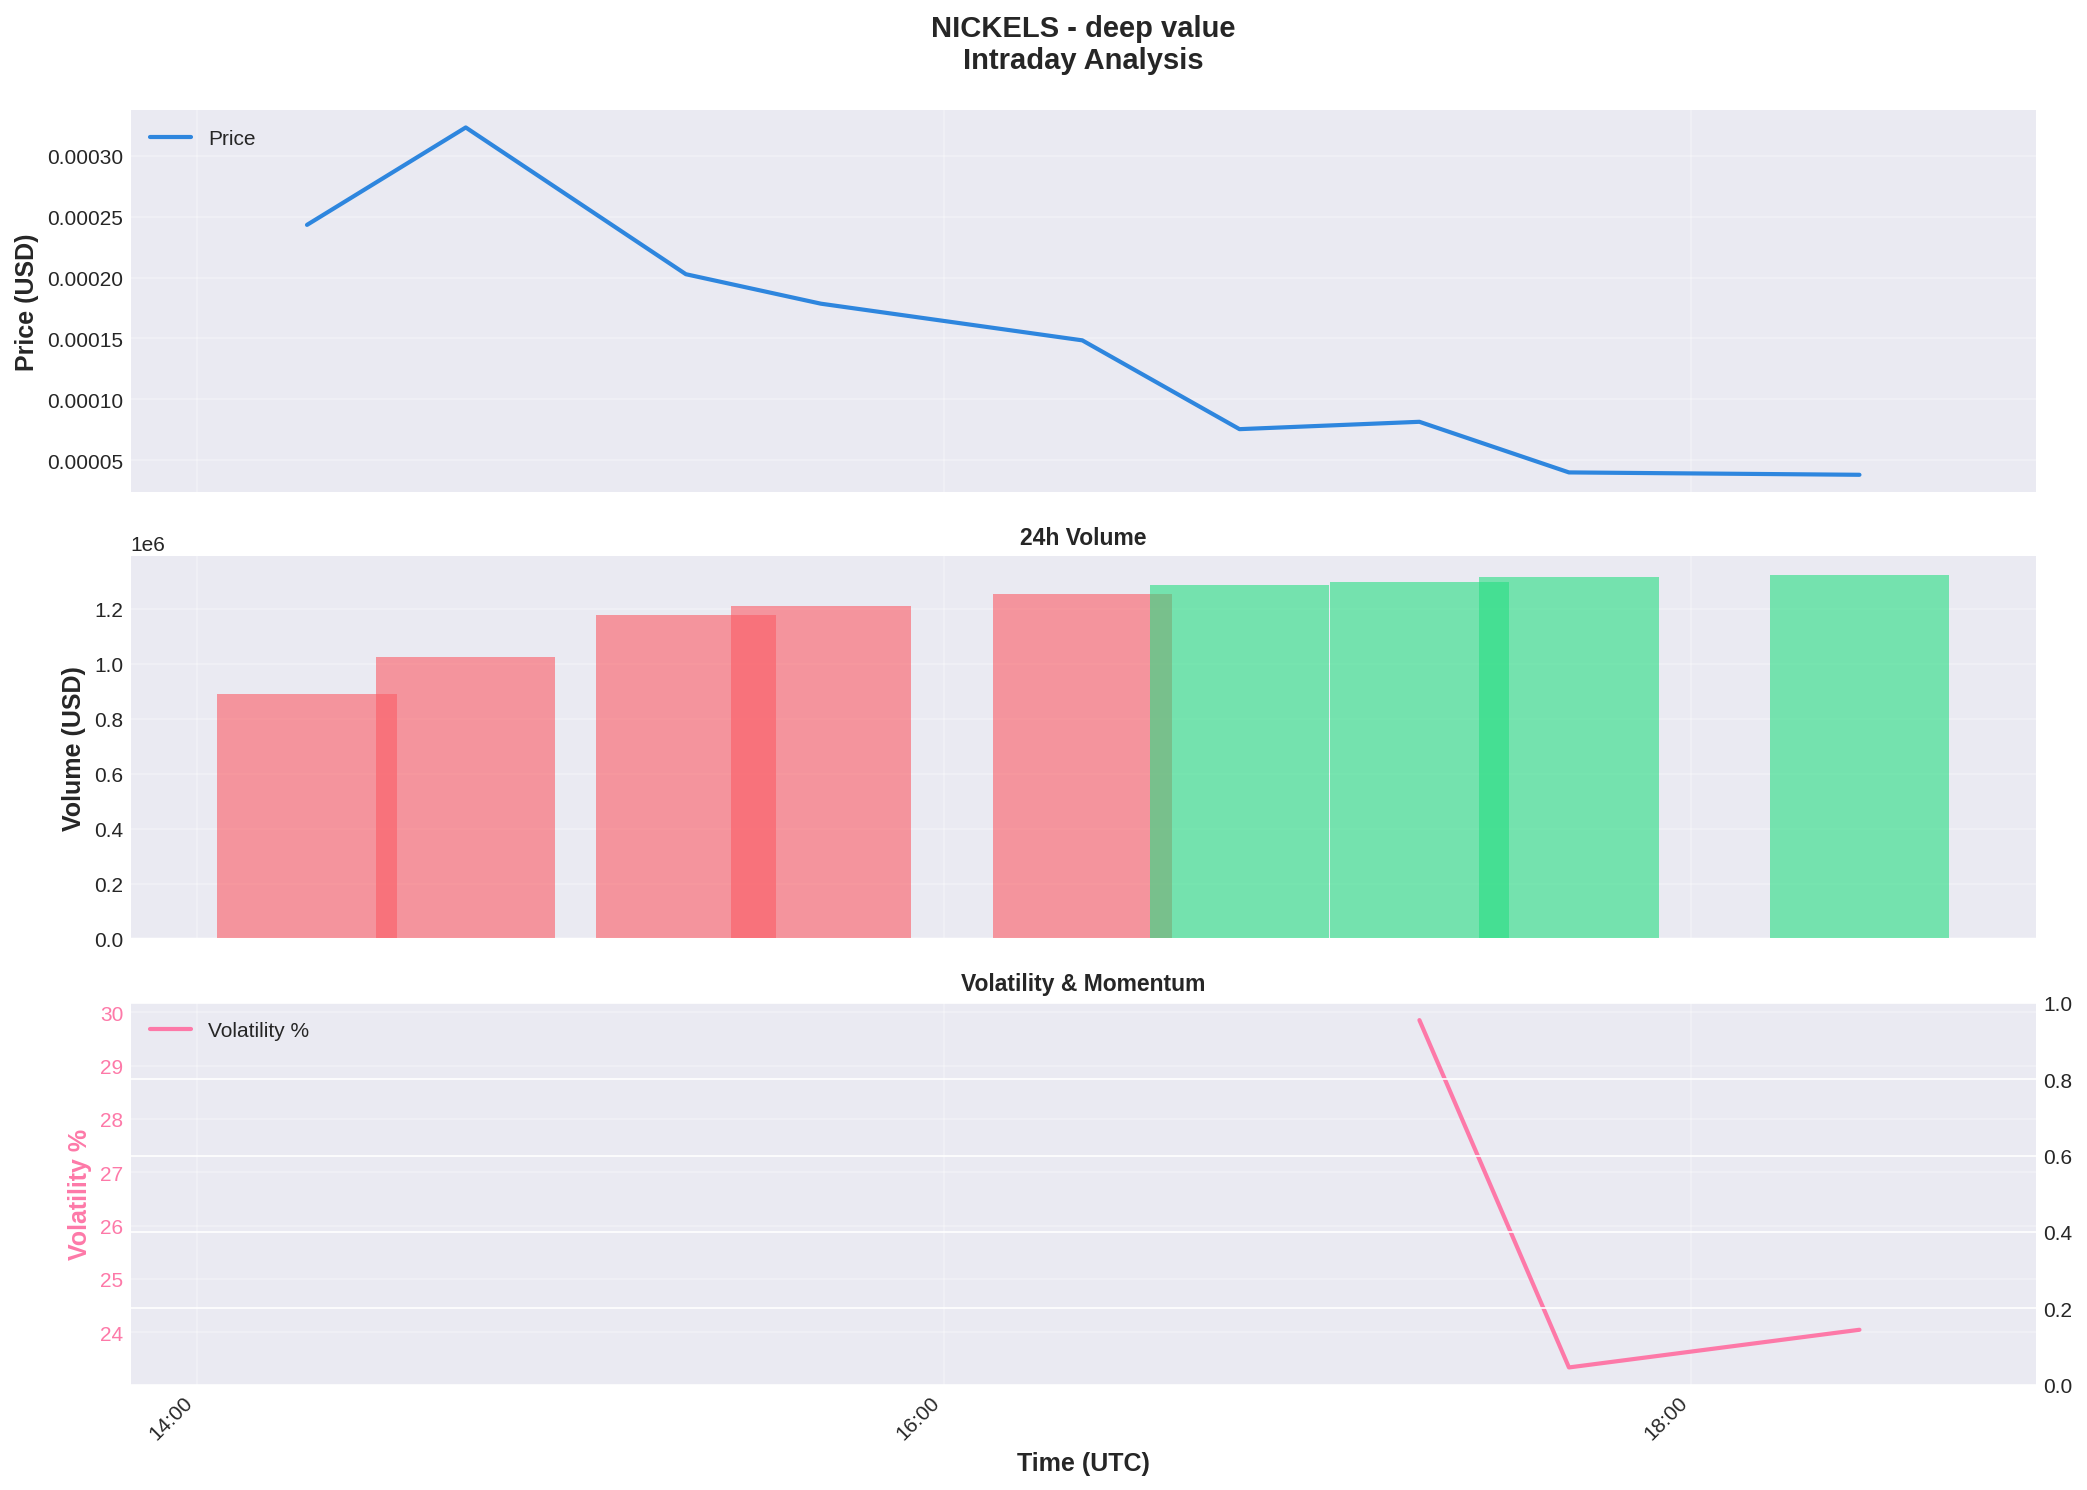 NICKELS - deep value
Intraday Analysis
Price
0.00030
0.00025
0.00020
0.00015
0.00010
0.00005
Price (USD)
24h Volume
1e6
1.2
1.0
0.8
0.6
0.4
0.2
0.0
Volume (USD)
Volatility & Momentum
Volatility %
30
29
28
27
26
25
24
Volatility %
1.0
0.8
0.6
0.4
0.2
0.0
14:00
16:00
18:00
Time (UTC)